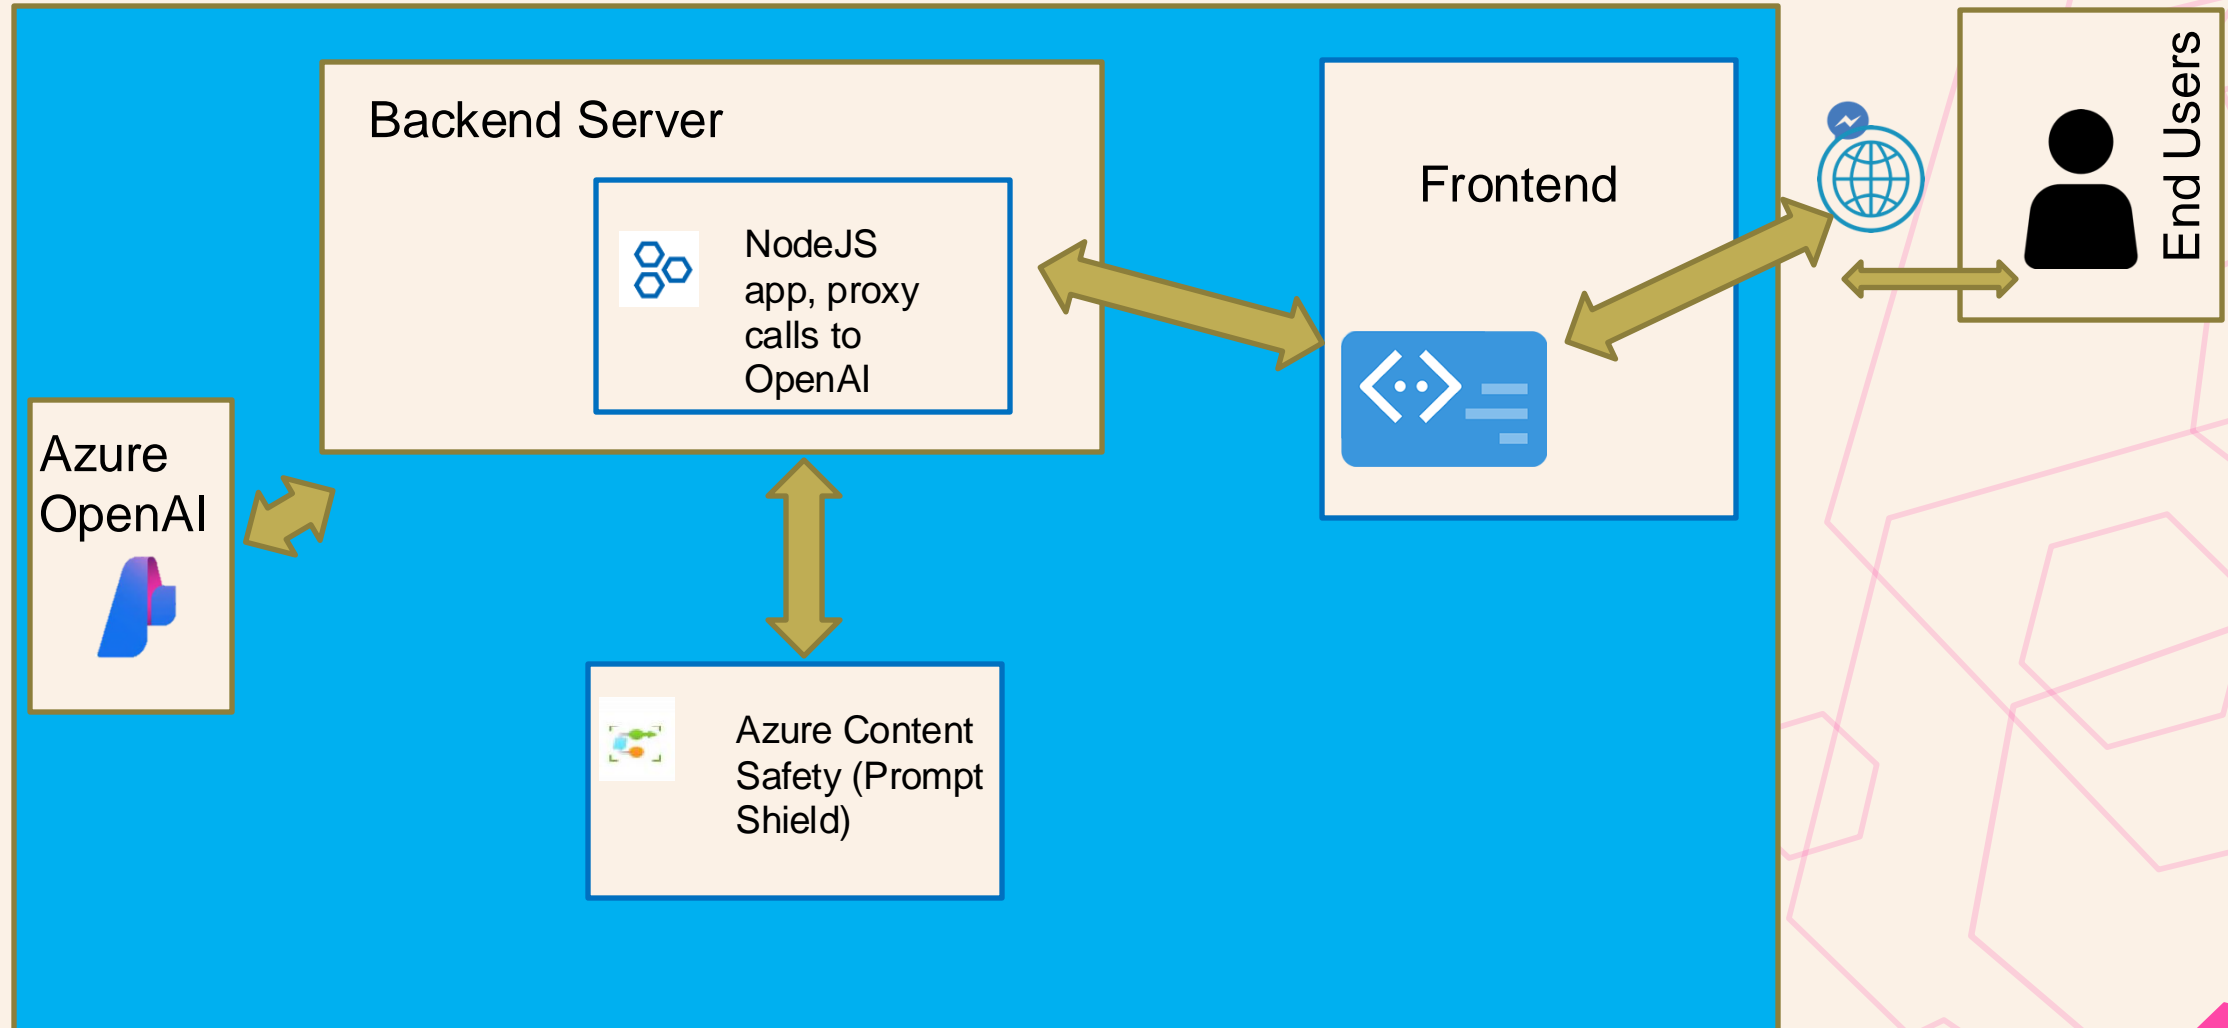 Backend Server
NodeJS
app, proxy
calls to
OpenAI
Frontend
End Users
Azure
OpenAI
Azure Content
Safety (Prompt
Shield)